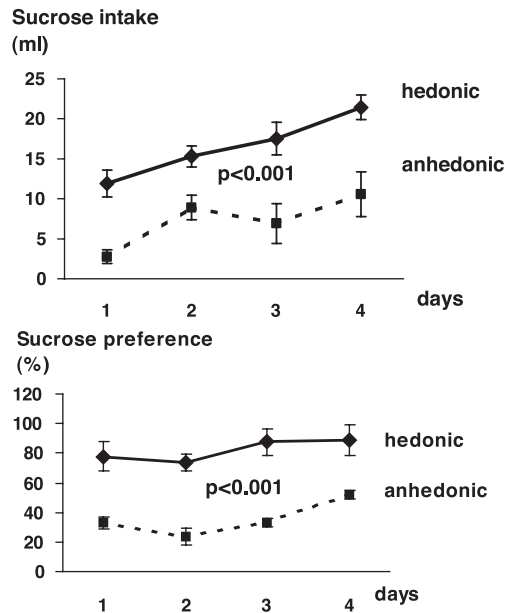 Sucrose intake
(ml)
25
20
15
10
5
0
hedonic
anhedonic
p<0.001
1 2 3 4 days
Sucrose preference
(%)
120
100
80
60
40
20
0
hedonic
anhedonic
p<0.001
1 2 3 4 days